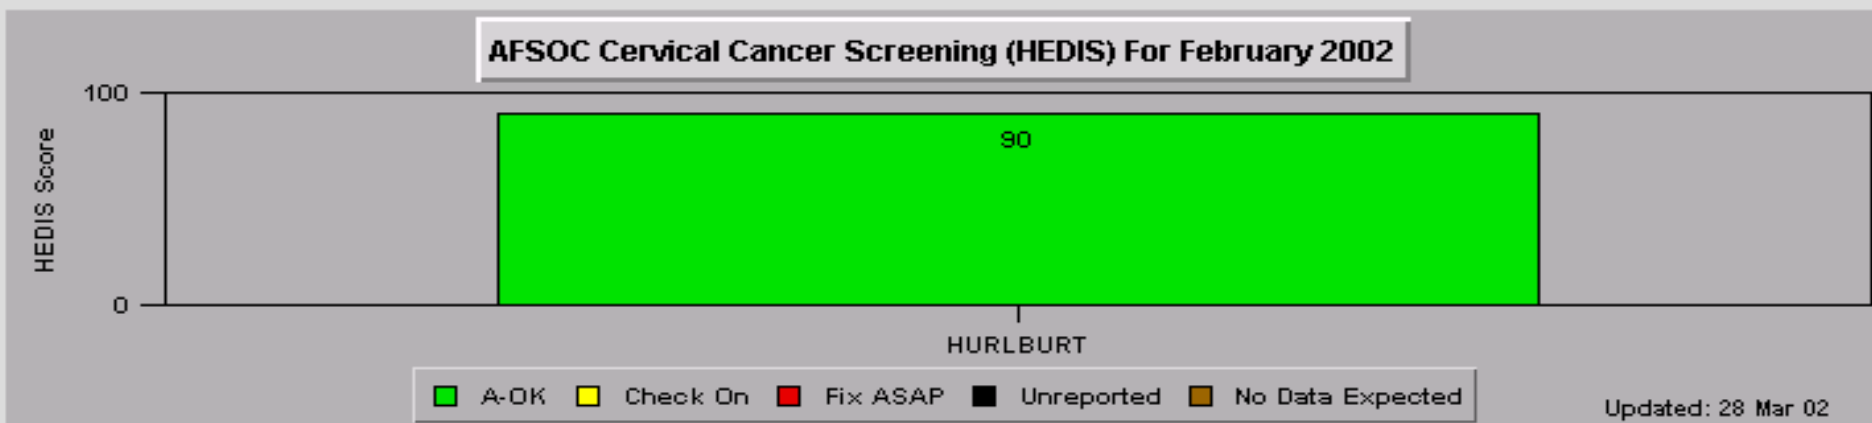 AFSOC Cervical Cancer Screening (HEDIS) For February 2002
100
HEDIS Score
90
0
HURLBURT
A-OK Check On Fix ASAP Unreported No Data Expected
Updated: 28 Mar 02